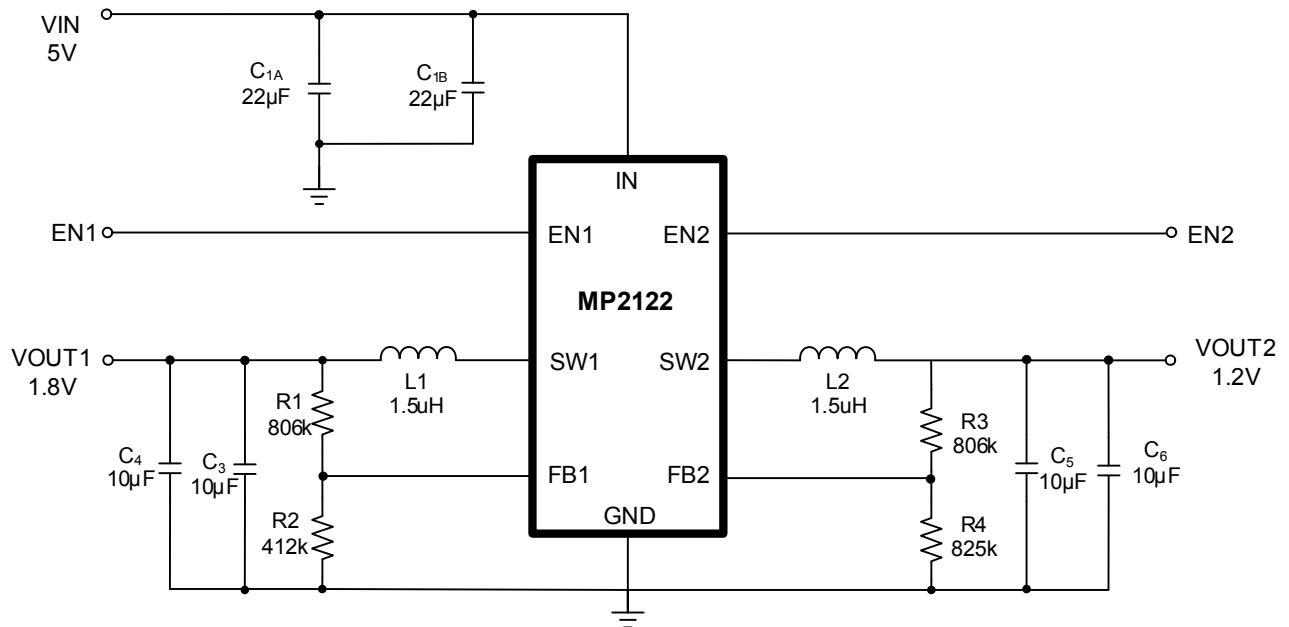 VIN
5V
C1A
22µF
C1B
22µF
IN
EN1
EN1
EN2
EN2
MP2122
VOUT1
1.8V
SW1
SW2
VOUT2
1.2V
L1
1.5uH
L2
1.5uH
R1
806k
R3
806k
C4
10µF
C3
10µF
C5
10µF
C6
10µF
FB1
FB2
GND
R2
412k
R4
825k